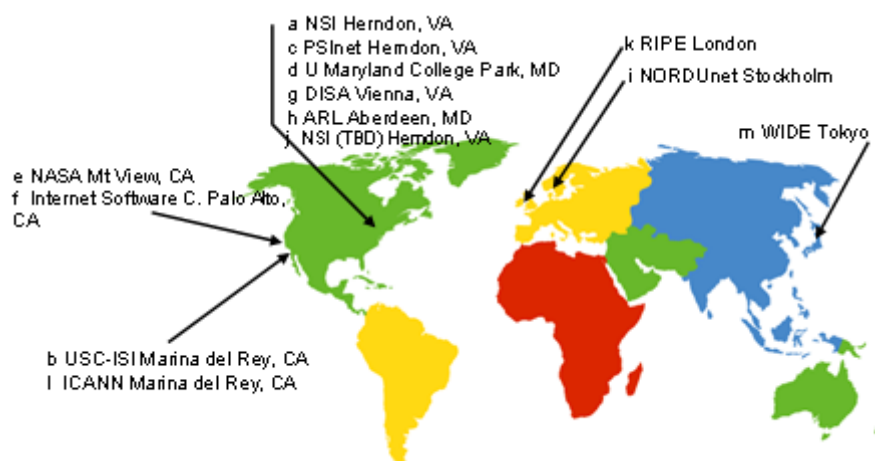 a NSI Herndon, VA
c PSInet Herndon, VA
d U Maryland College Park, MD
g DISA Vienna, VA
h ARL Aberdeen, MD
j NSI (TBD) Herndon, VA
k RIPE London
i NORDUnet Stockholm
m WIDE Tokyo
e NASA Mt View, CA
f Internet Software C. Palo Alto,
CA
b USC-ISI Marina del Rey, CA
l ICANN Marina del Rey, CA